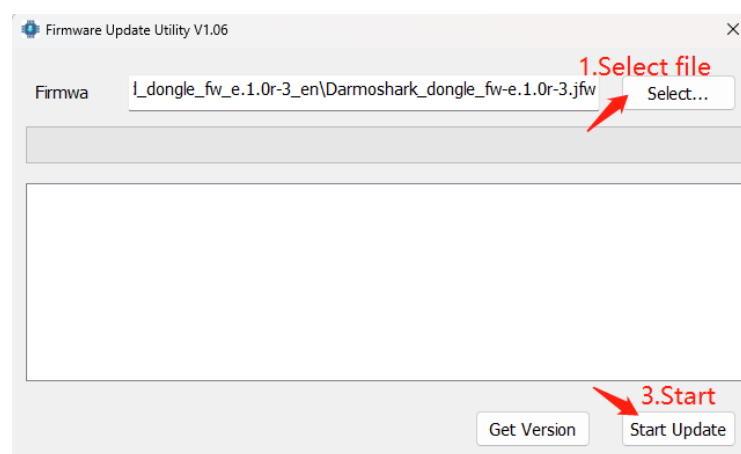 Firmware Update Utility V1.06
1.Select file
Firmwa
_dongle_fw_e.1.0r-3_en\Darmoshark_dongle_fw-e.1.0r-3.jfw
Select...
3.Start
Get Version
Start Update